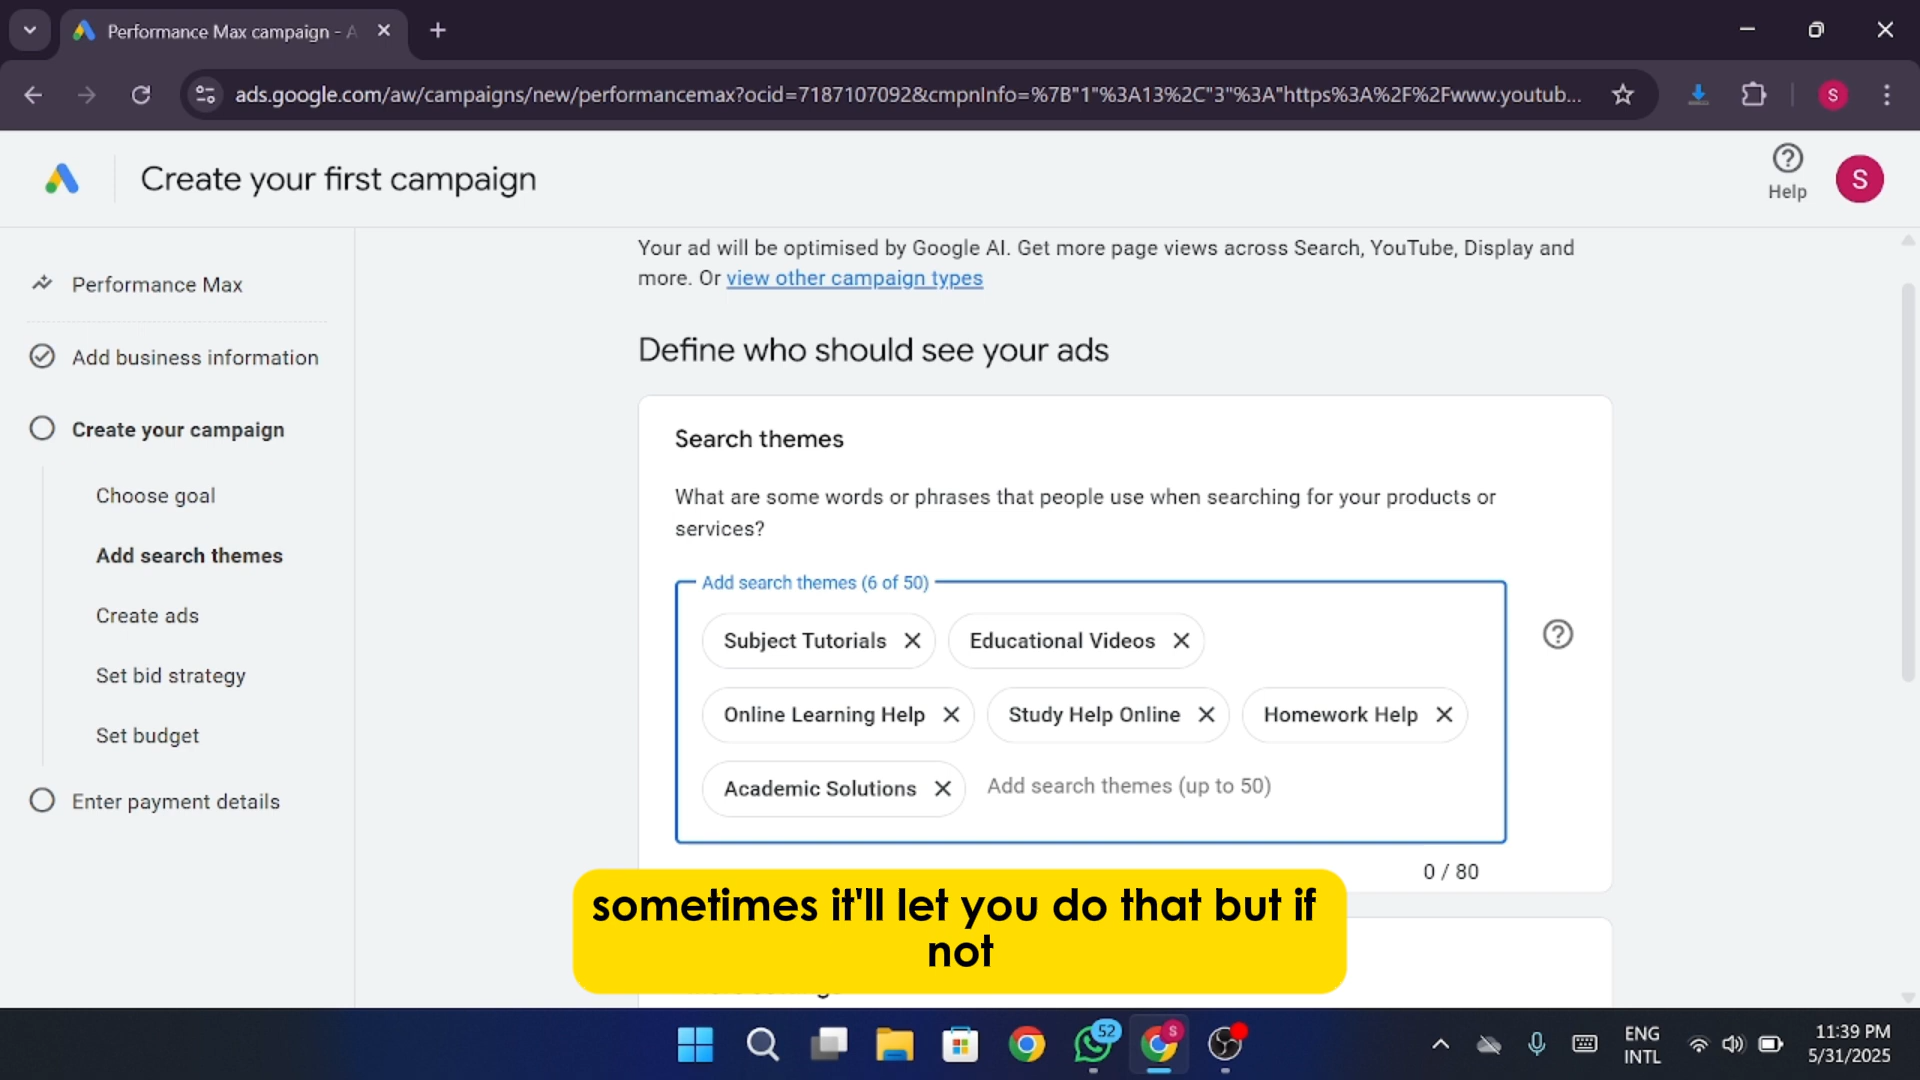 Performance Max campaign - A
ads.google.com/aw/campaigns/new/performancemax?ocid=7187107092&cmpnInfo=%7B"1"%3A13%2C"3"%3A"https%3A%2F%2Fwww.youtub...
S
Create your first campaign
Help
S
Performance Max
Add business information
Create your campaign
Choose goal
Add search themes
Create ads
Set bid strategy
Set budget
Enter payment details
Your ad will be optimised by Google AI. Get more page views across Search, YouTube, Display and
more. Or view other campaign types
Define who should see your ads
Search themes
What are some words or phrases that people use when searching for your products or
services?
Add search themes (6 of 50)
Subject Tutorials
Educational Videos
Online Learning Help
Study Help Online
Homework Help
Academic Solutions
Add search themes (up to 50)
0 / 80
sometimes it'll let you do that but if
not
52
S
ENG
INTL
11:39 PM
5/31/2025